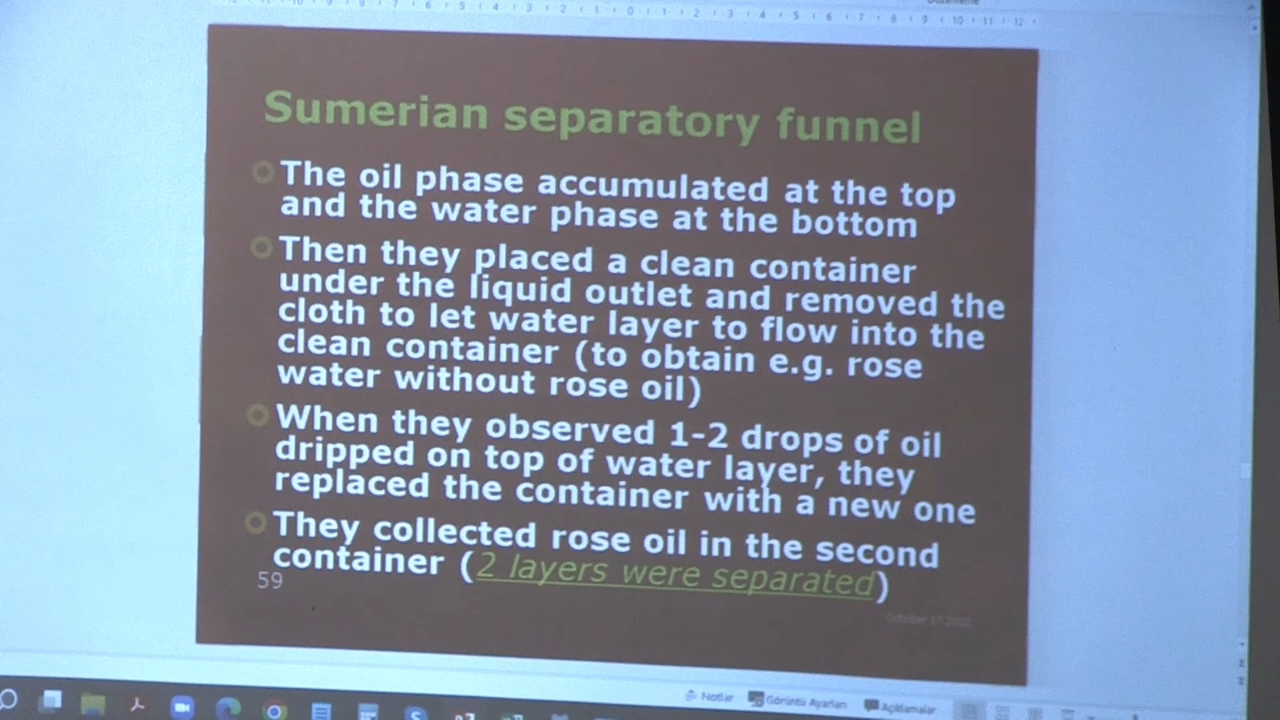 Sumerian separatory funnel
The oil phase accumulated at the top
and the water phase at the bottom
Then they placed a clean container
under the liquid outlet and removed the
cloth to let water layer to flow into the
clean container (to obtain e.g. rose
water without rose oil)
When they observed 1-2 drops of oil
dripped on top of water layer, they
replaced the container with a new one
They collected rose oil in the second
container (2 layers were separated)
59
Notlar
Görüntü Ayarları
Açıklamalar